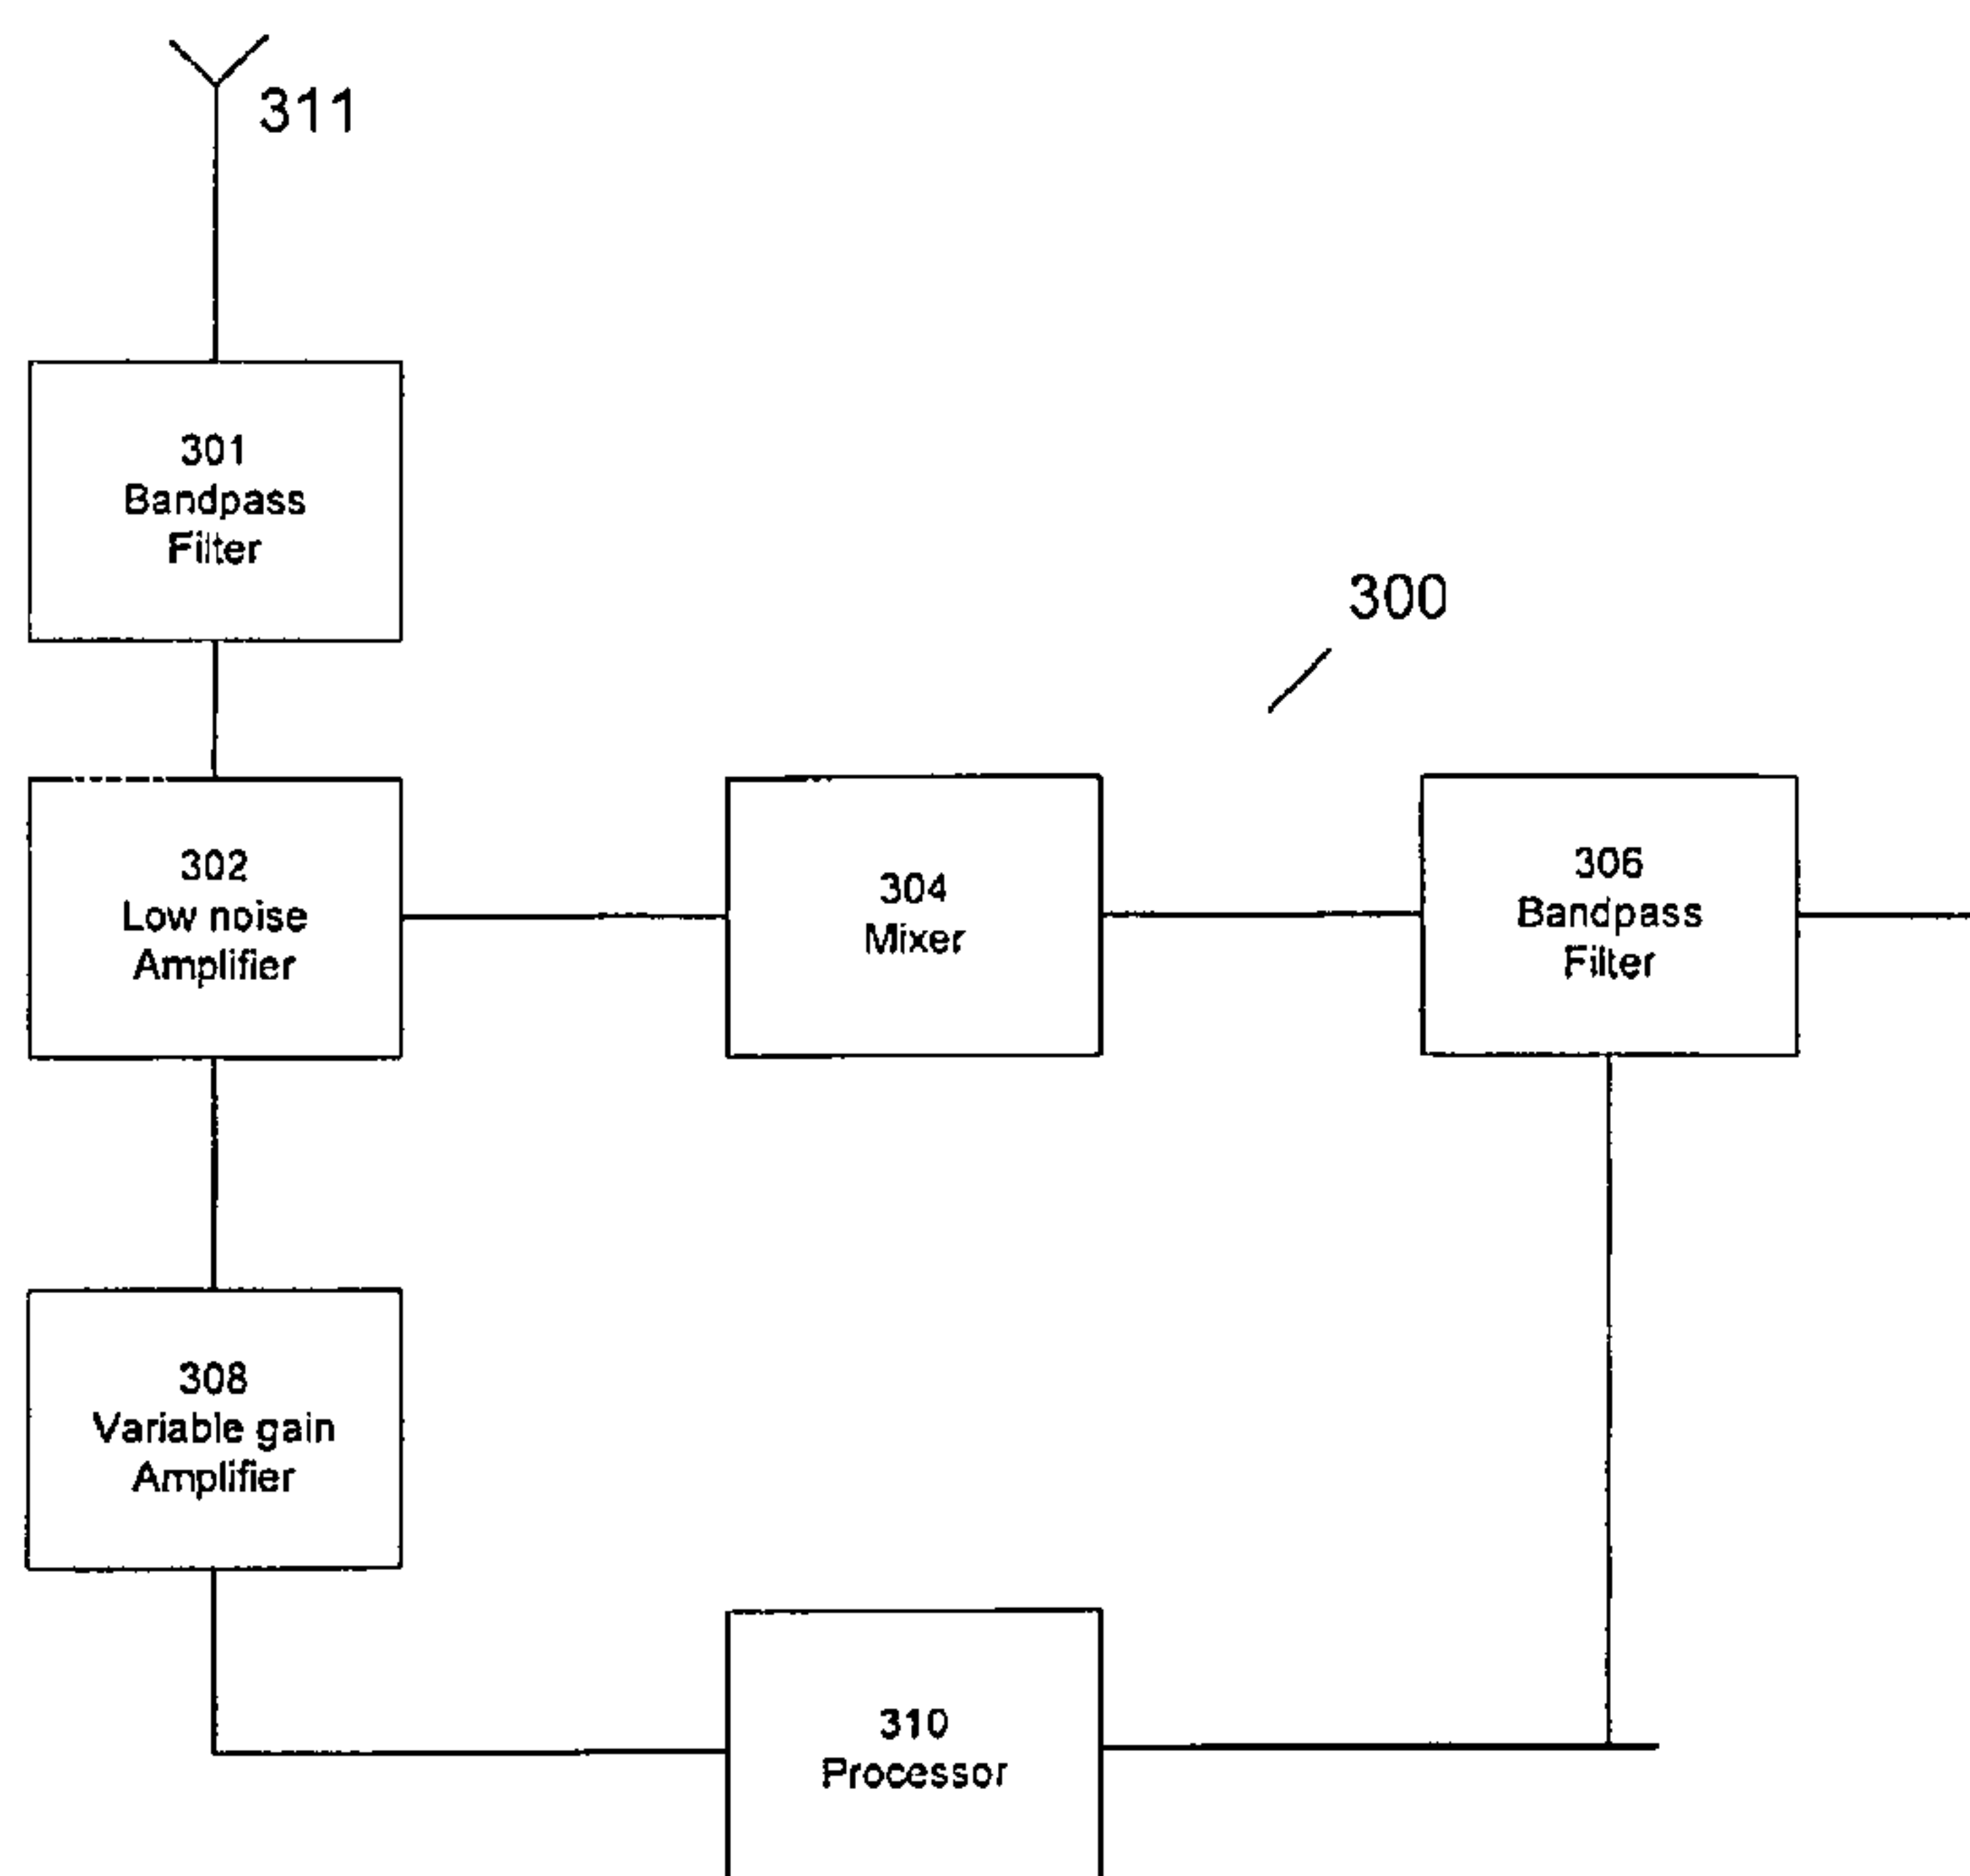 311
301
Bandpass
Filter
300
302
Low noise
Amplifier
304
Mixer
306
Bandpass
Filter
308
Variable gain
Amplifier
310
Processor